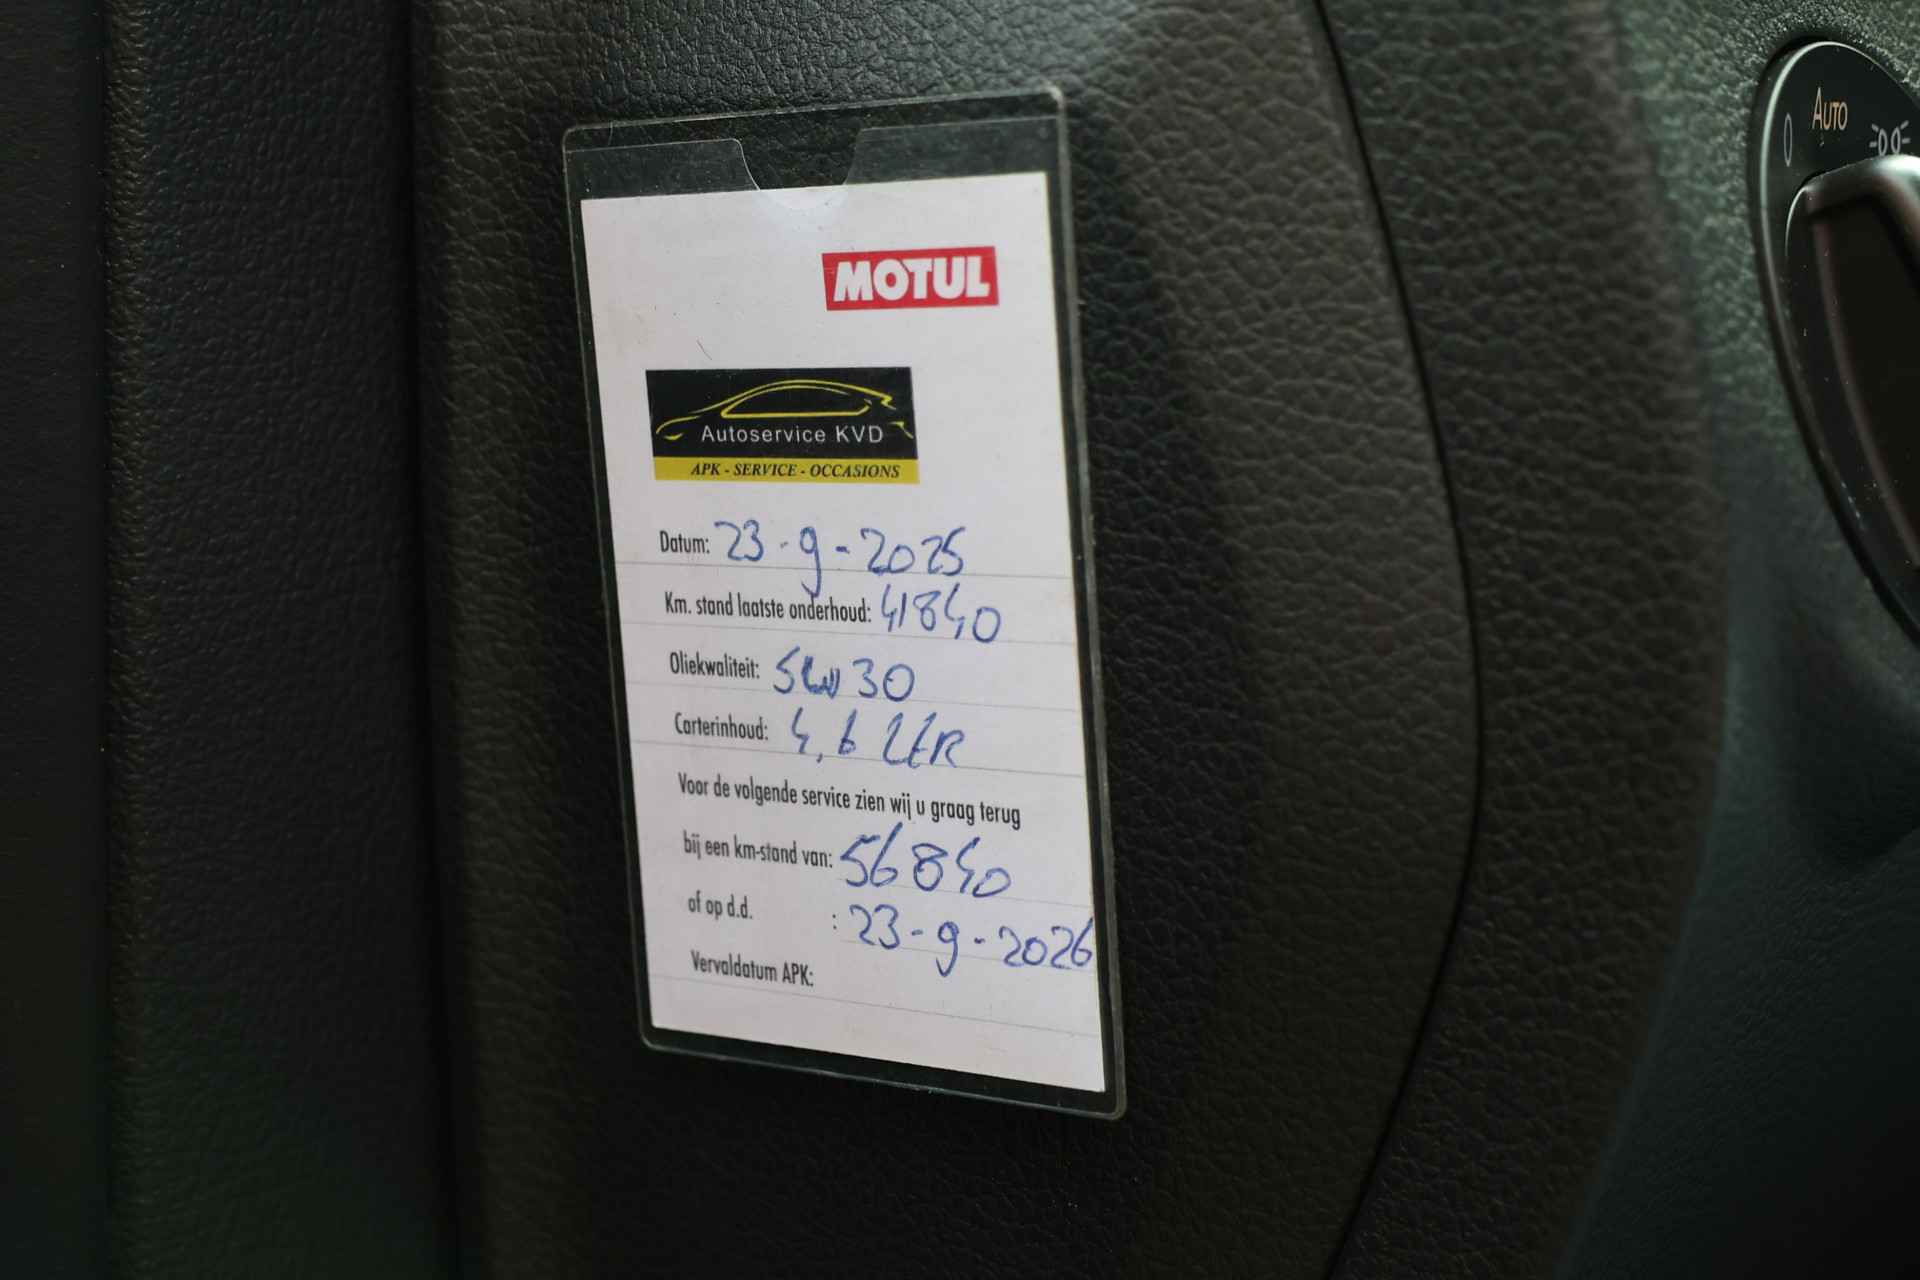 MOTUL
Autoservice KVD
APK - SERVICE - OCCASIONS
Datum: 23-9-2025
Km. stand laatste onderhoud: 41840
Oliekwaliteit: 5w30
Carterinhoud: 4,6 LTR
Voor de volgende service zien wij u graag terug
bij een km-stand van: 56840
of op d.d. : 23-9-2026
Vervaldatum APK:
0 AUTO